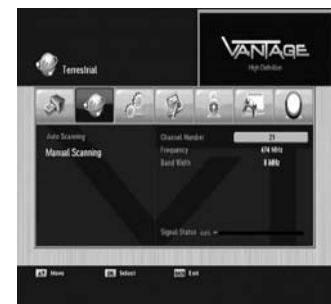 Terrestrial
VANTAGE
High Definition
Auto Scanning
Manual Scanning
Channel Number 21
Frequency 474 MHz
Band Width 8 MHz
Signal Status
Move
OK Select
Exit